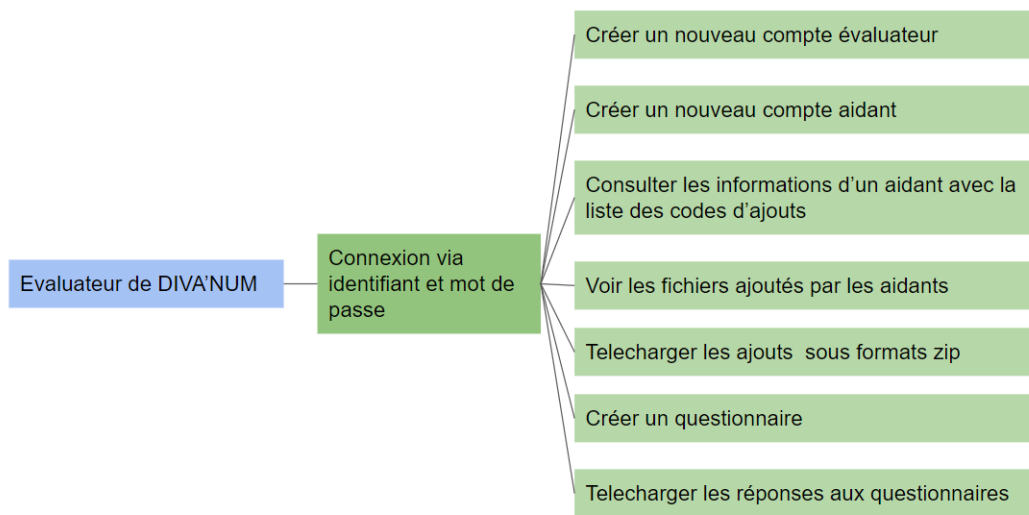 Créer un nouveau compte évaluateur
Créer un nouveau compte aidant
Consulter les informations d’un aidant avec la
liste des codes d’ajouts
Evaluateur de DIVA’NUM
Connexion via
identifiant et mot de
passe
Voir les fichiers ajoutés par les aidants
Telecharger les ajouts  sous formats zip
Créer un questionnaire
Telecharger les réponses aux questionnaires